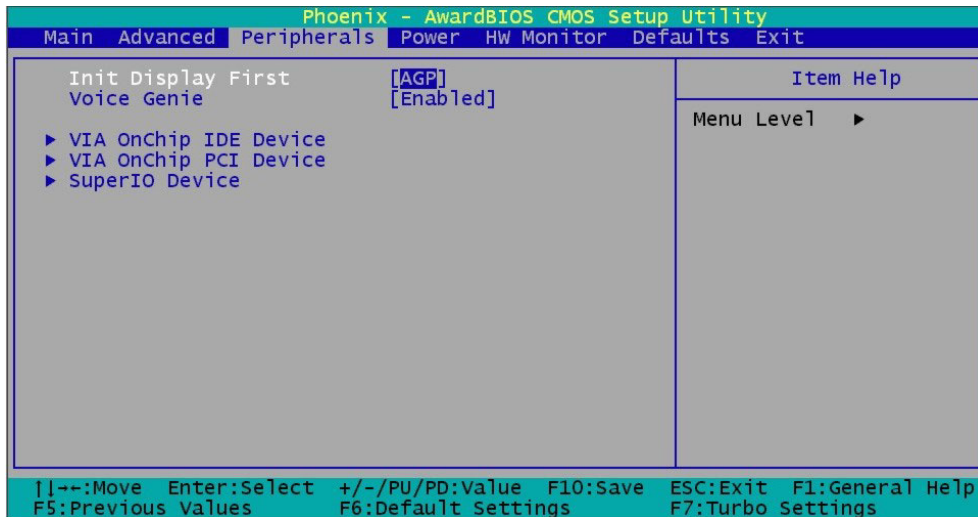 Phoenix - AwardBIOS CMOS Setup Utility
Main Advanced Peripherals Power HW Monitor Defaults Exit
Init Display First [AGP]
Voice Genie [Enabled]
▶ VIA OnChip IDE Device
▶ VIA OnChip PCI Device
▶ SuperIO Device
Item Help
Menu Level ▶
↑↓→←:Move Enter:Select +/-/PU/PD:Value F10:Save ESC:Exit F1:General Help
F5:Previous Values F6:Default Settings F7:Turbo Settings